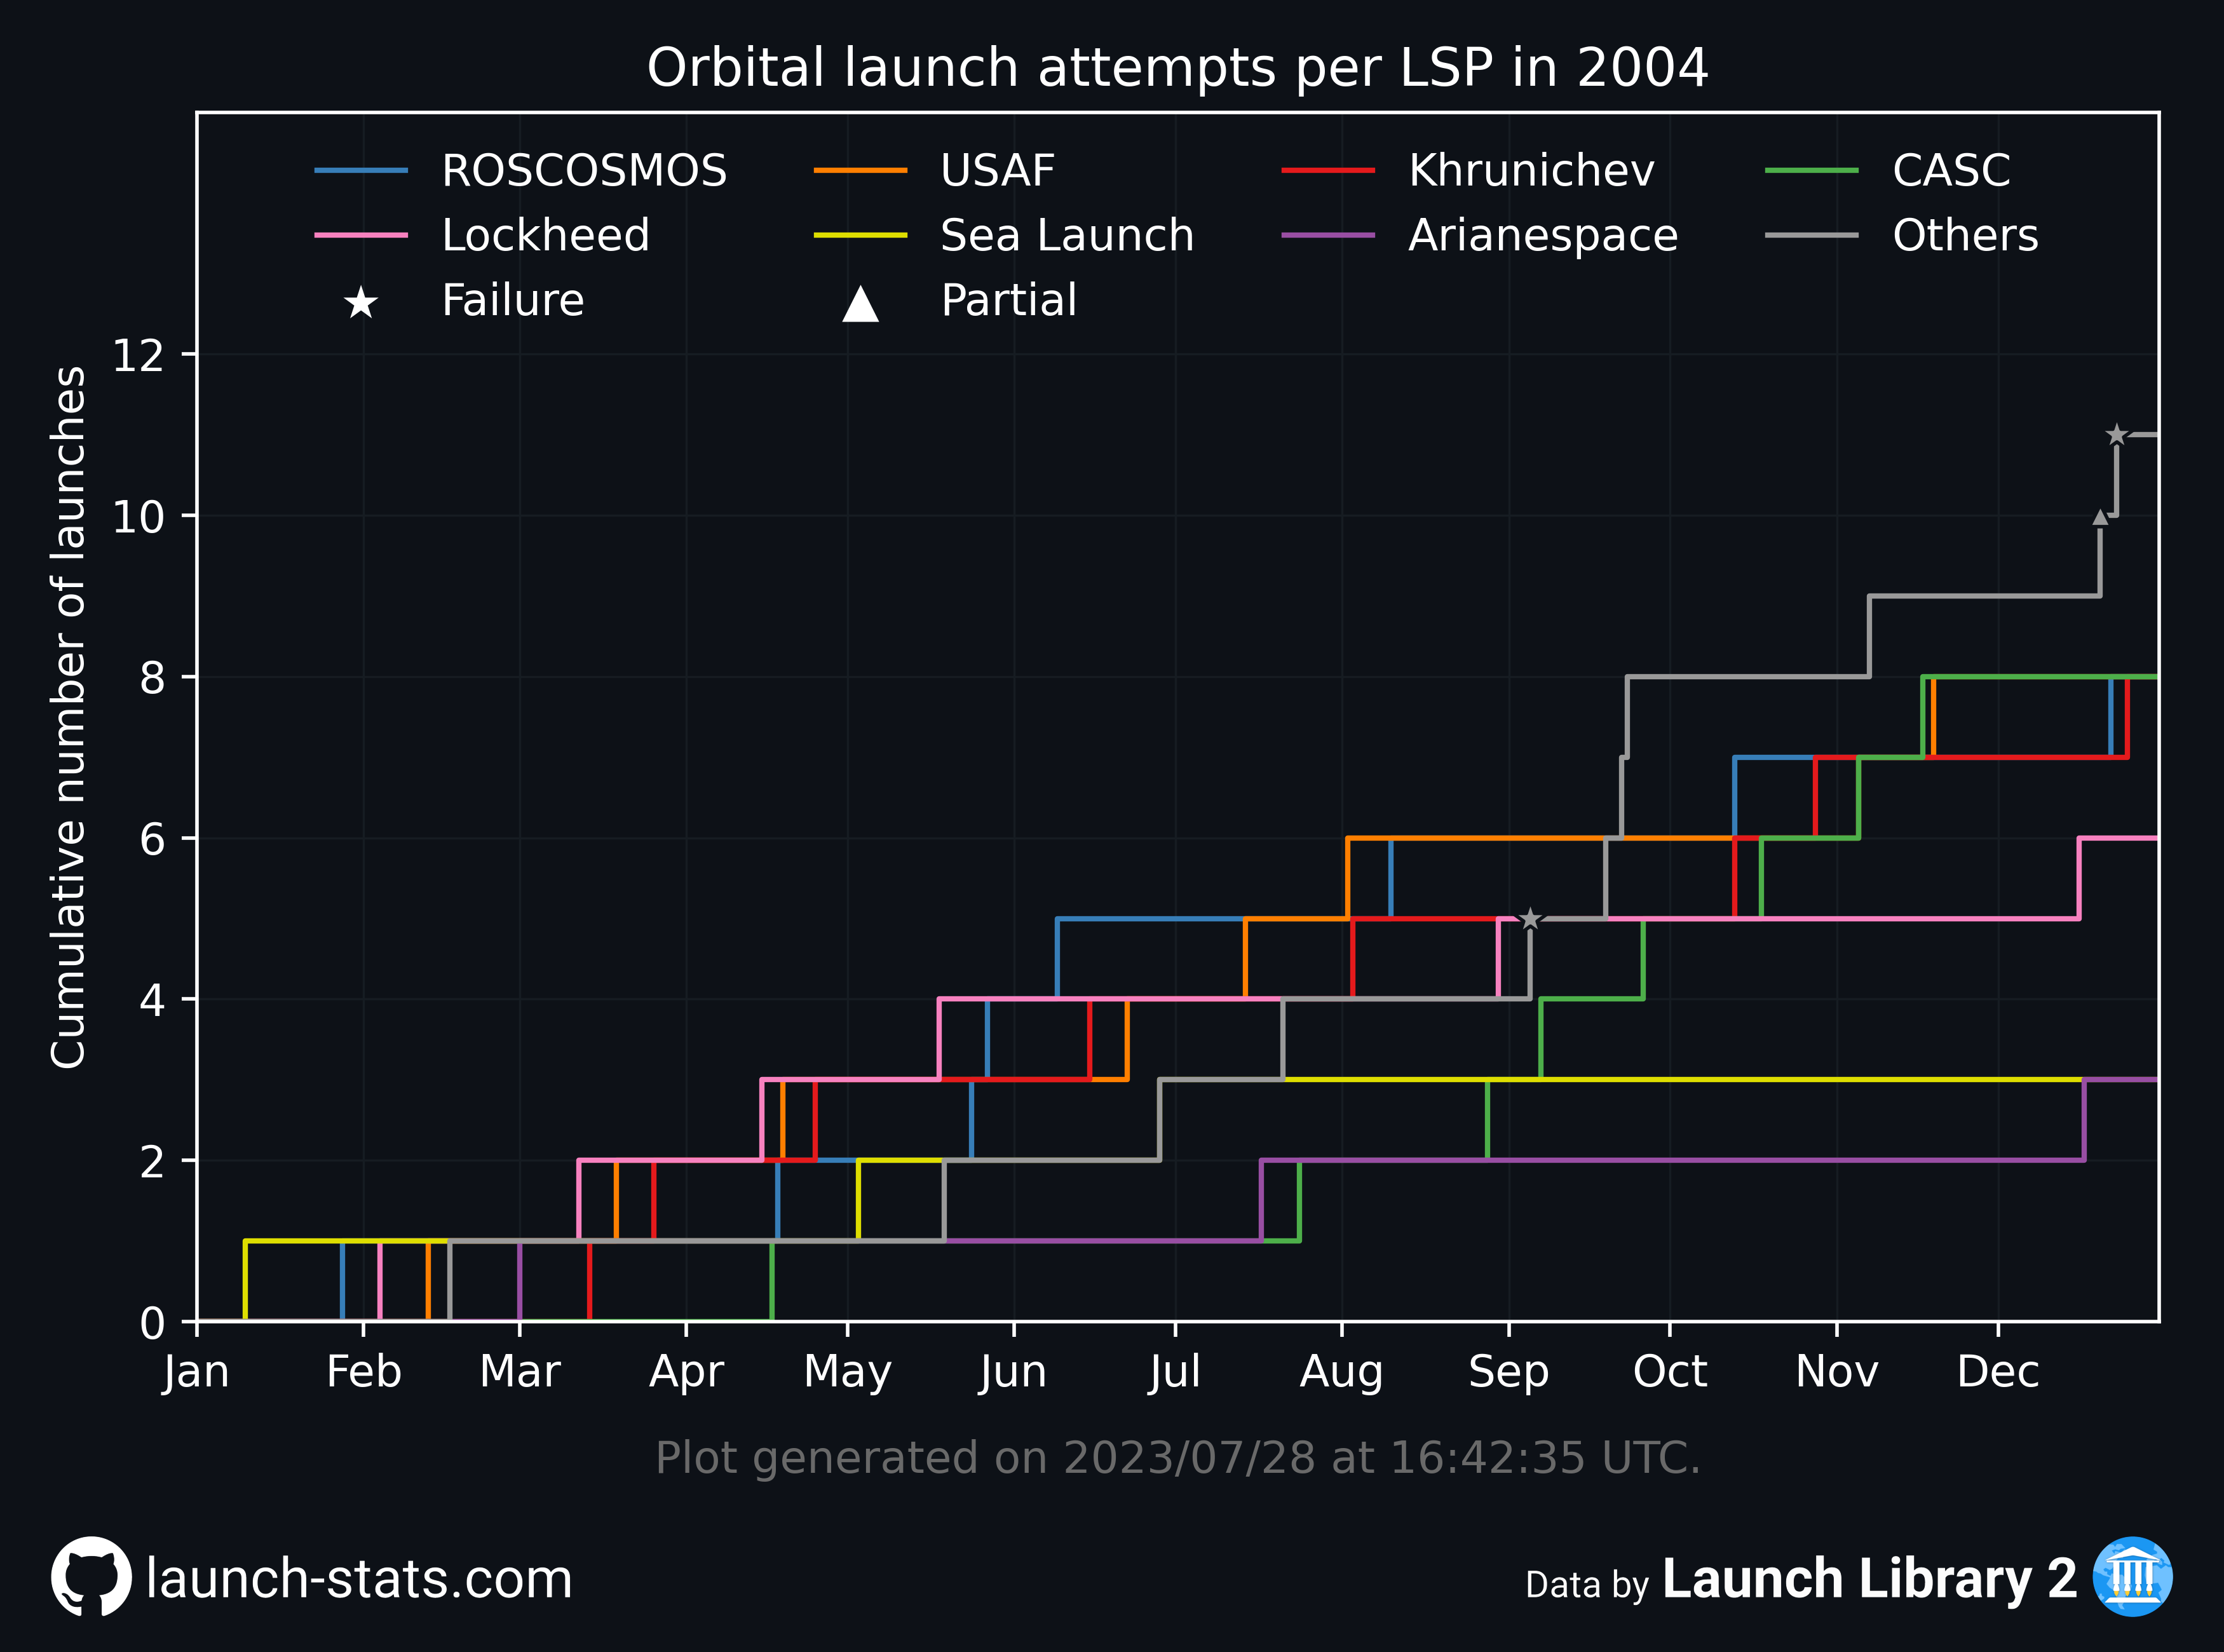 Orbital launch attempts per LSP in 2004
ROSCOSMOS USAF Khrunichev CASC
Lockheed Sea Launch Arianespace Others
Failure Partial
Cumulative number of launches
12
10
8
6
4
2
0
Jan Feb Mar Apr May Jun Jul Aug Sep Oct Nov Dec
Plot generated on 2023/07/28 at 16:42:35 UTC.
launch-stats.com
Data by Launch Library 2